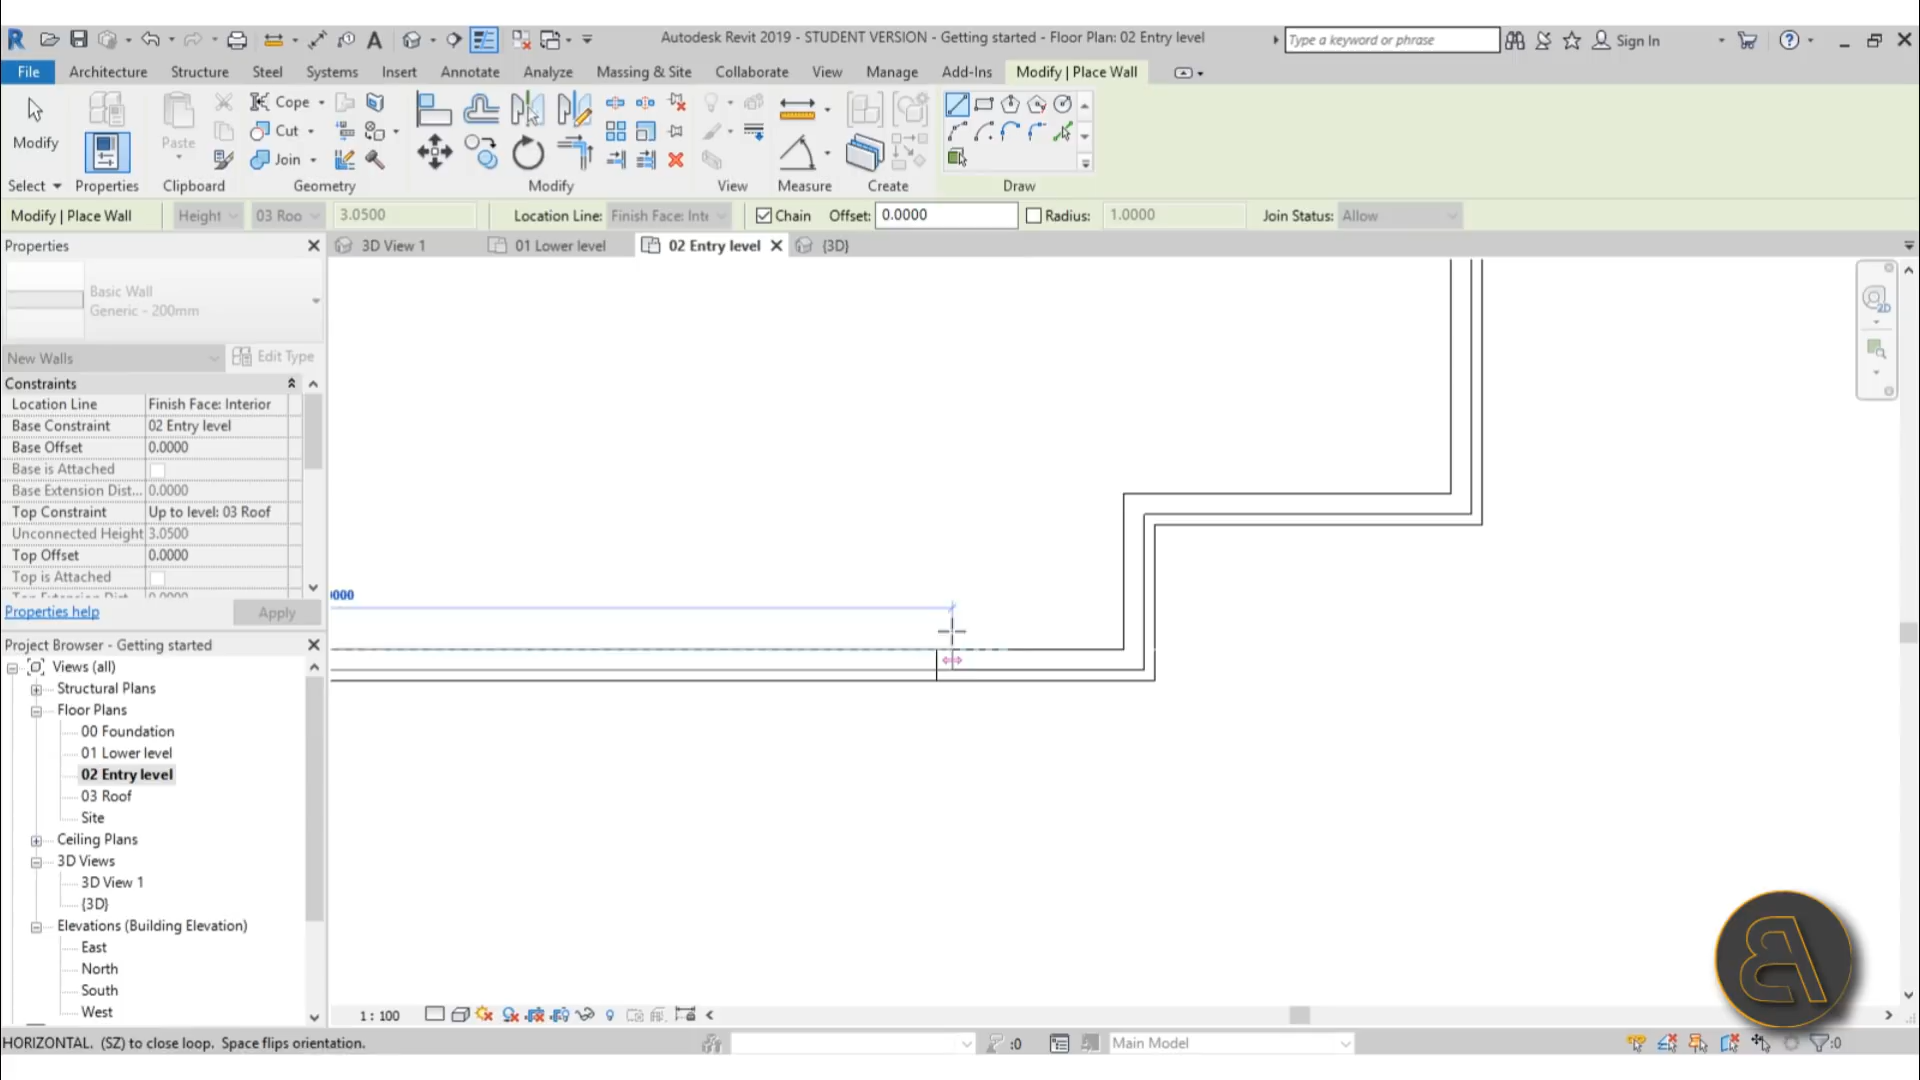 Autodesk Revit 2019 - STUDENT VERSION - Getting started - Floor Plan: 02 Entry level
Type a keyword or phrase
Sign In
File Architecture Structure Steel Systems Insert Annotate Analyze Massing & Site Collaborate View Manage Add-Ins Modify | Place Wall
Modify
Paste
Cope
Cut
Join
Select Properties Clipboard Geometry Modify View Measure Create Draw
Modify | Place Wall Height 03 Roo 3.0500 Location Line: Finish Face: Inte Chain Offset: 0.0000 Radius: 1.0000 Join Status: Allow
Properties
3D View 1 01 Lower level 02 Entry level {3D}
Basic Wall
Generic - 200mm
2D
New Walls Edit Type
Constraints
Location Line Finish Face: Interior
Base Constraint 02 Entry level
Base Offset 0.0000
Base is Attached
Base Extension Dist... 0.0000
Top Constraint Up to level: 03 Roof
Unconnected Height 3.0500
Top Offset 0.0000
Top is Attached
Properties help Apply
0000
Project Browser - Getting started
Views (all)
Structural Plans
Floor Plans
00 Foundation
01 Lower level
02 Entry level
03 Roof
Site
Ceiling Plans
3D Views
3D View 1
{3D}
Elevations (Building Elevation)
East
North
South
West
1 : 100
HORIZONTAL. (SZ) to close loop. Space flips orientation.
:0
Main Model
:0